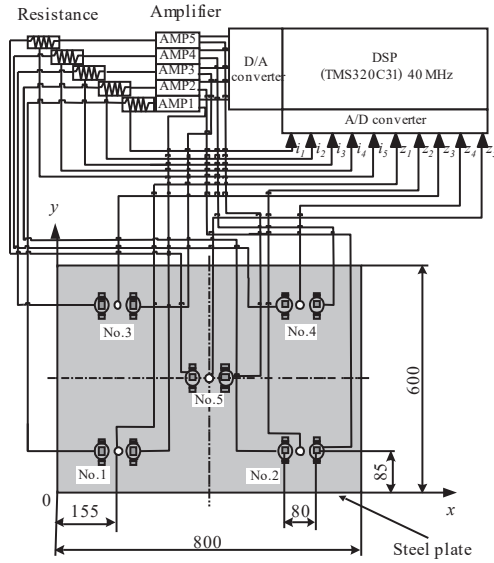 Resistance
Amplifier
AMP5
AMP4
AMP3
AMP2
AMP1
D/A
converter
DSP
(TMS320C31) 40 MHz
A/D converter
i1 i2 i3 i4 i5 z1 z2 z3 z4 z5
y
No.3
No.4
No.5
No.1
No.2
600
85
0
155
80
x
800
Steel plate